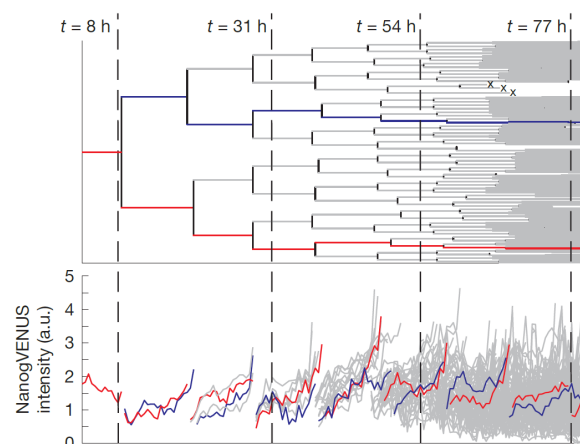 t = 8 h t = 31 h t = 54 h t = 77 h
x
x
x
5
4
3
2
1
0
NanogVENUS
intensity (a.u.)